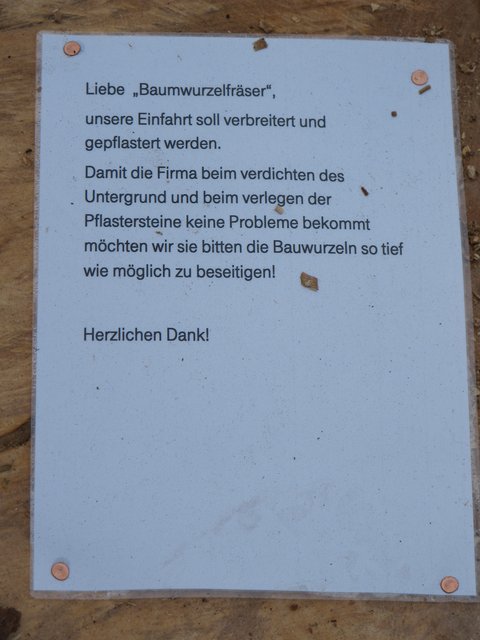 Liebe „Baumwurzelfräser“,
unsere Einfahrt soll verbreitert und
gepflastert werden.
Damit die Firma beim verdichten des
Untergrund und beim verlegen der
Pflastersteine keine Probleme bekommt
möchten wir sie bitten die Bauwurzeln so tief
wie möglich zu beseitigen!
Herzlichen Dank!